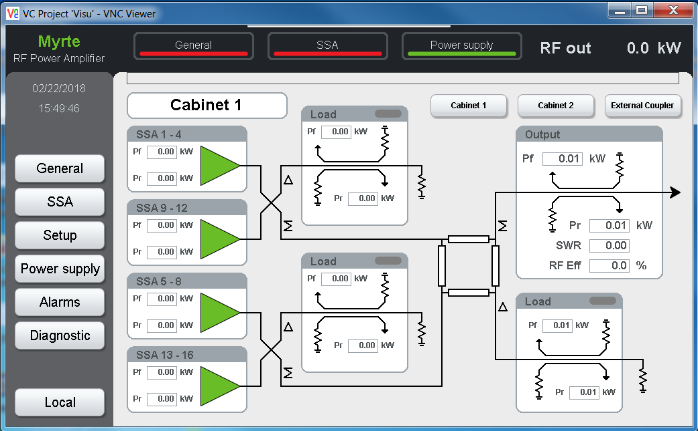 VC Project 'Visu' - VNC Viewer
Myrte
RF Power Amplifier
General
SSA
Power supply
RF out 0.0 kW
02/22/2018
15:49:46
General
SSA
Setup
Power supply
Alarms
Diagnostic
Local
Cabinet 1
Cabinet 1
Cabinet 2
External Coupler
SSA 1 - 4
Pf 0.00 kW
Pr 0.00 kW
SSA 9 - 12
Pf 0.00 kW
Pr 0.00 kW
SSA 5 - 8
Pf 0.00 kW
Pr 0.00 kW
SSA 13 - 16
Pf 0.00 kW
Pr 0.00 kW
Load
Pf 0.00 kW
Pr 0.00 kW
Δ
Σ
Load
Pf 0.00 kW
Pr 0.00 kW
Δ
Σ
Output
Pf 0.01 kW
Pr 0.01 kW
SWR 0.00
RF Eff 0.0 %
Σ
Δ
Load
Pf 0.01 kW
Pr 0.01 kW